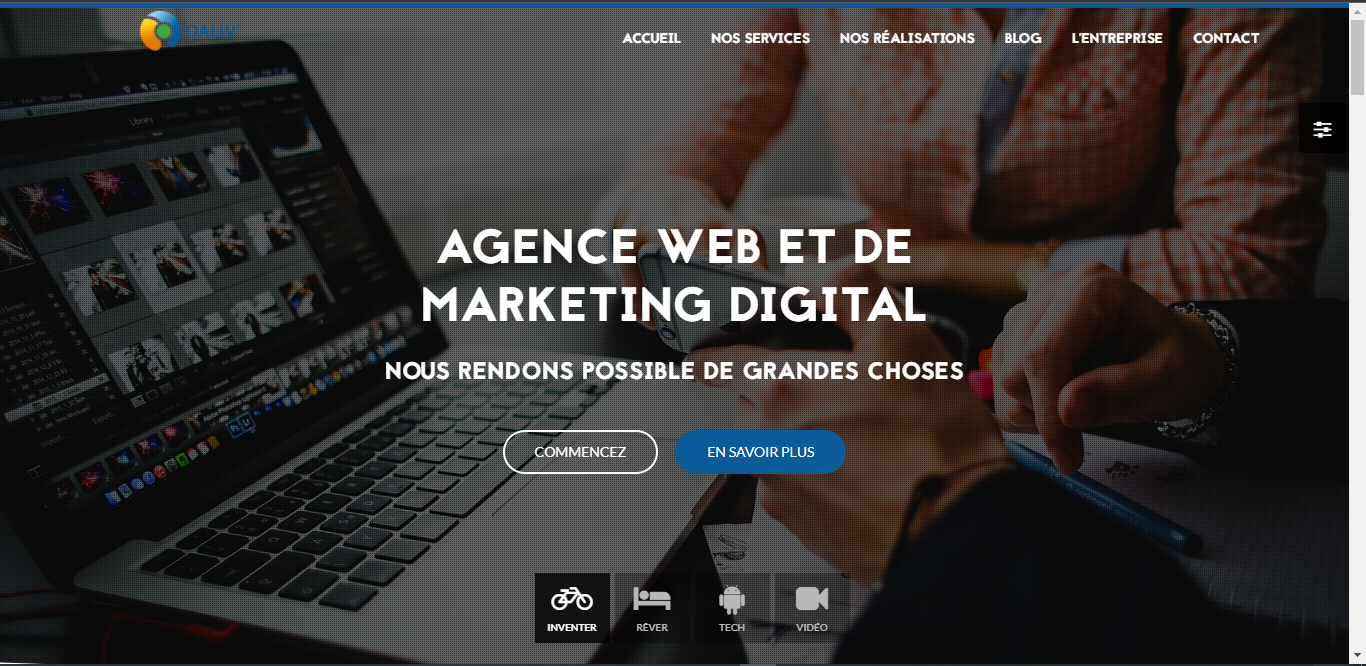 OALIV
ACCUEIL NOS SERVICES NOS RÉALISATIONS BLOG L'ENTREPRISE CONTACT
Library
AGENCE WEB ET DE
MARKETING DIGITAL
NOUS RENDONS POSSIBLE DE GRANDES CHOSES
COMMENCEZ EN SAVOIR PLUS
INVENTER RÊVER TECH VIDÉO